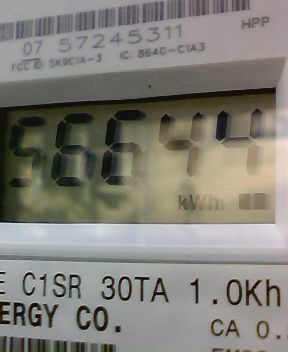 07 57245311
HPP
FCC ID: SK9C1A-3 IC: 864G-C1A3
56644
kWh
E C1SR 30TA 1.0Kh
ERGY CO.
CA 0.